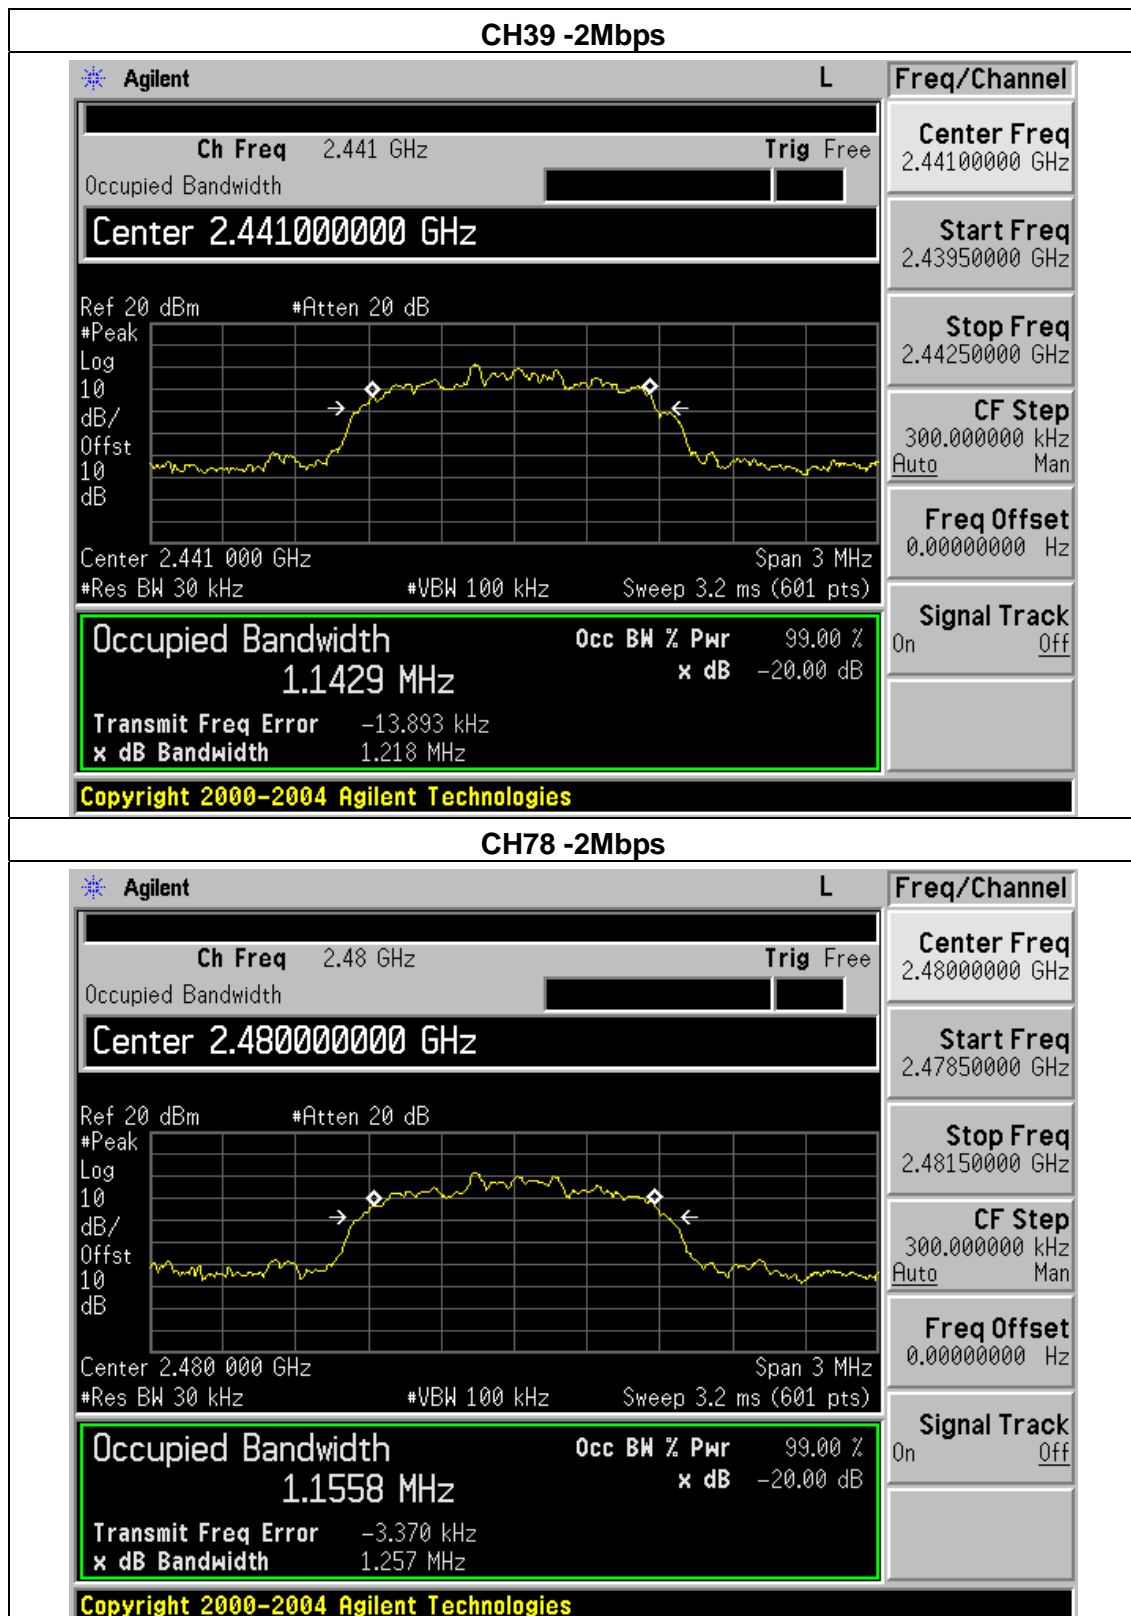 CH39 -2Mbps
Agilent L Freq/Channel
Ch Freq 2.441 GHz Trig Free
Occupied Bandwidth
Center 2.441000000 GHz
Center Freq
2.44100000 GHz
Start Freq
2.43950000 GHz
Stop Freq
2.44250000 GHz
CF Step
300.000000 kHz
Auto Man
Freq Offset
0.00000000 Hz
Signal Track
On Off
Ref 20 dBm #Atten 20 dB
#Peak
Log
10
dB/
Offst
10
dB
Center 2.441 000 GHz Span 3 MHz
#Res BW 30 kHz #VBW 100 kHz Sweep 3.2 ms (601 pts)
Occupied Bandwidth Occ BW % Pwr 99.00 %
1.1429 MHz x dB -20.00 dB
Transmit Freq Error -13.893 kHz
x dB Bandwidth 1.218 MHz
Copyright 2000-2004 Agilent Technologies
CH78 -2Mbps
Agilent L Freq/Channel
Ch Freq 2.48 GHz Trig Free
Occupied Bandwidth
Center 2.480000000 GHz
Center Freq
2.48000000 GHz
Start Freq
2.47850000 GHz
Stop Freq
2.48150000 GHz
CF Step
300.000000 kHz
Auto Man
Freq Offset
0.00000000 Hz
Signal Track
On Off
Ref 20 dBm #Atten 20 dB
#Peak
Log
10
dB/
Offst
10
dB
Center 2.480 000 GHz Span 3 MHz
#Res BW 30 kHz #VBW 100 kHz Sweep 3.2 ms (601 pts)
Occupied Bandwidth Occ BW % Pwr 99.00 %
1.1558 MHz x dB -20.00 dB
Transmit Freq Error -3.370 kHz
x dB Bandwidth 1.257 MHz
Copyright 2000-2004 Agilent Technologies